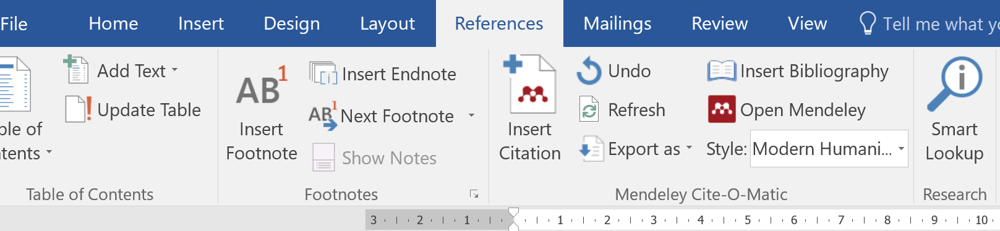 File Home Insert Design Layout References Mailings Review View Tell me what yo
Add Text
Update Table
ble of
tents
Table of Contents
AB1
Insert
Footnote
[i] Insert Endnote
AB1 Next Footnote
Show Notes
Footnotes
Insert
Citation
Undo
Refresh
Export as
Insert Bibliography
Open Mendeley
Style: Modern Humani...
Mendeley Cite-O-Matic
i
Smart
Lookup
Research
3 2 1 1 2 3 4 5 6 7 8 9 10